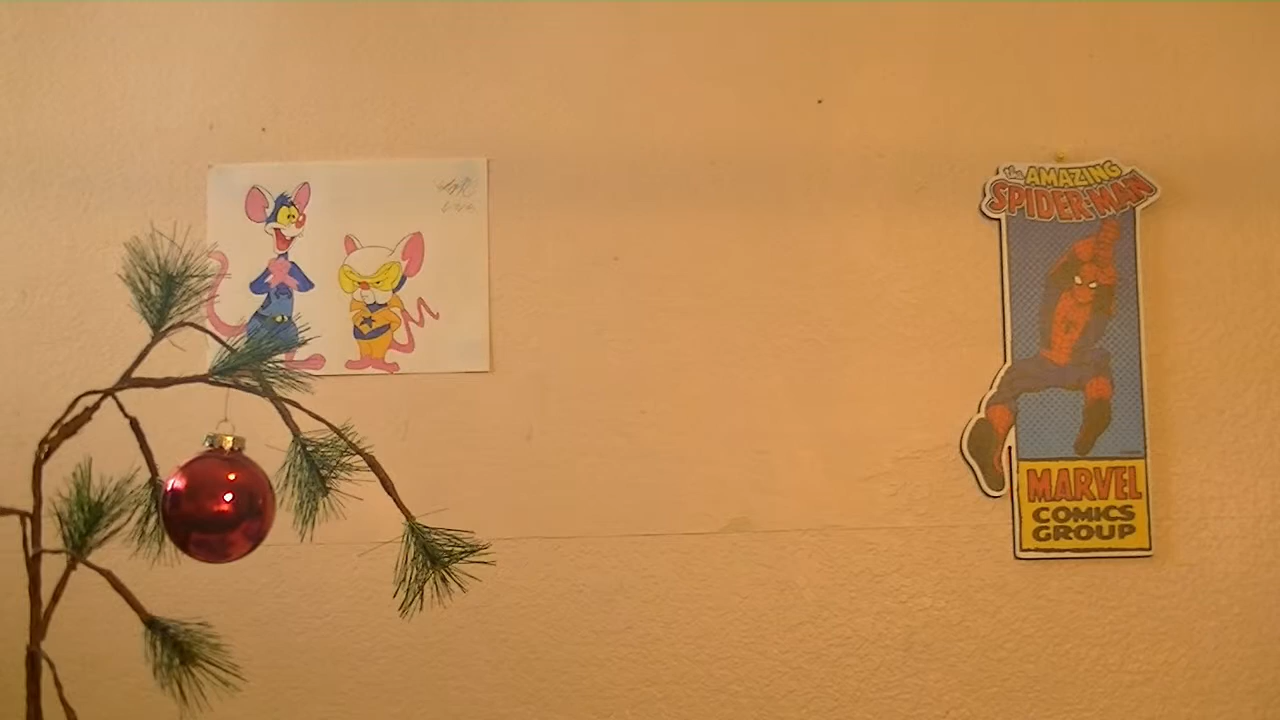 the AMAZING
SPIDER-MAN
MARVEL
COMICS
GROUP